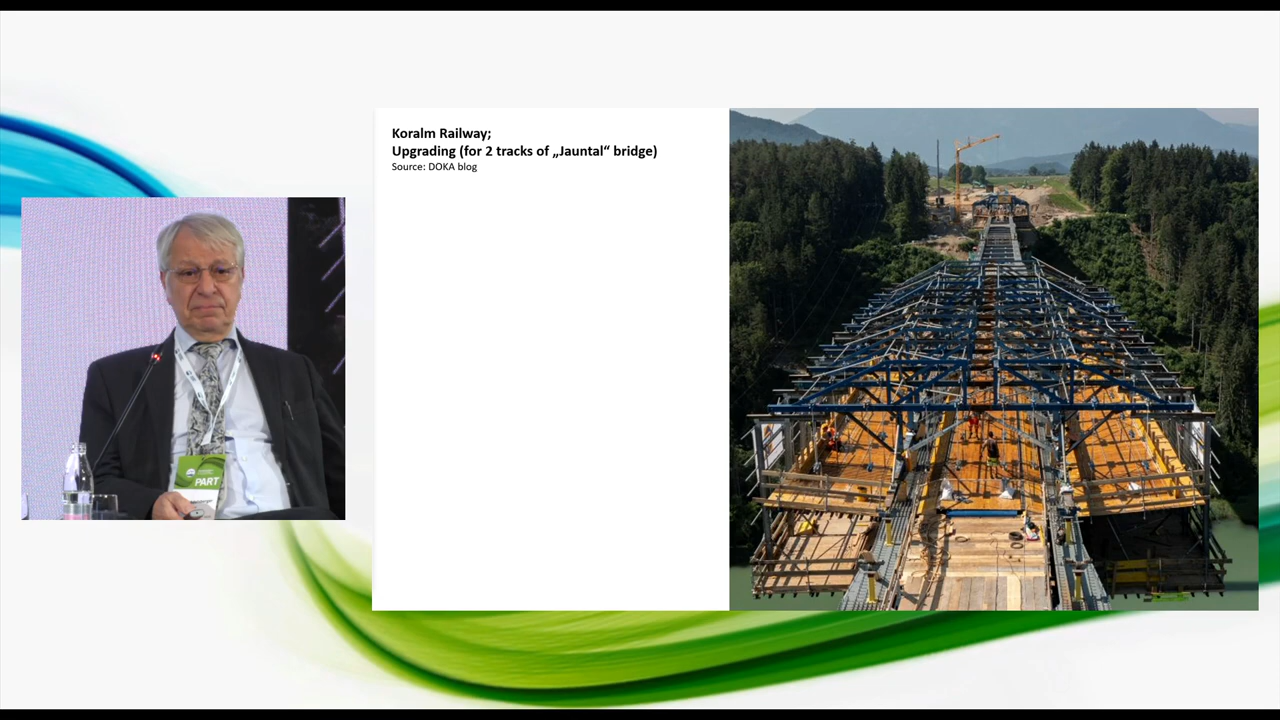 Koralm Railway;
Upgrading (for 2 tracks of „Jauntal“ bridge)
Source: DOKA blog
PART